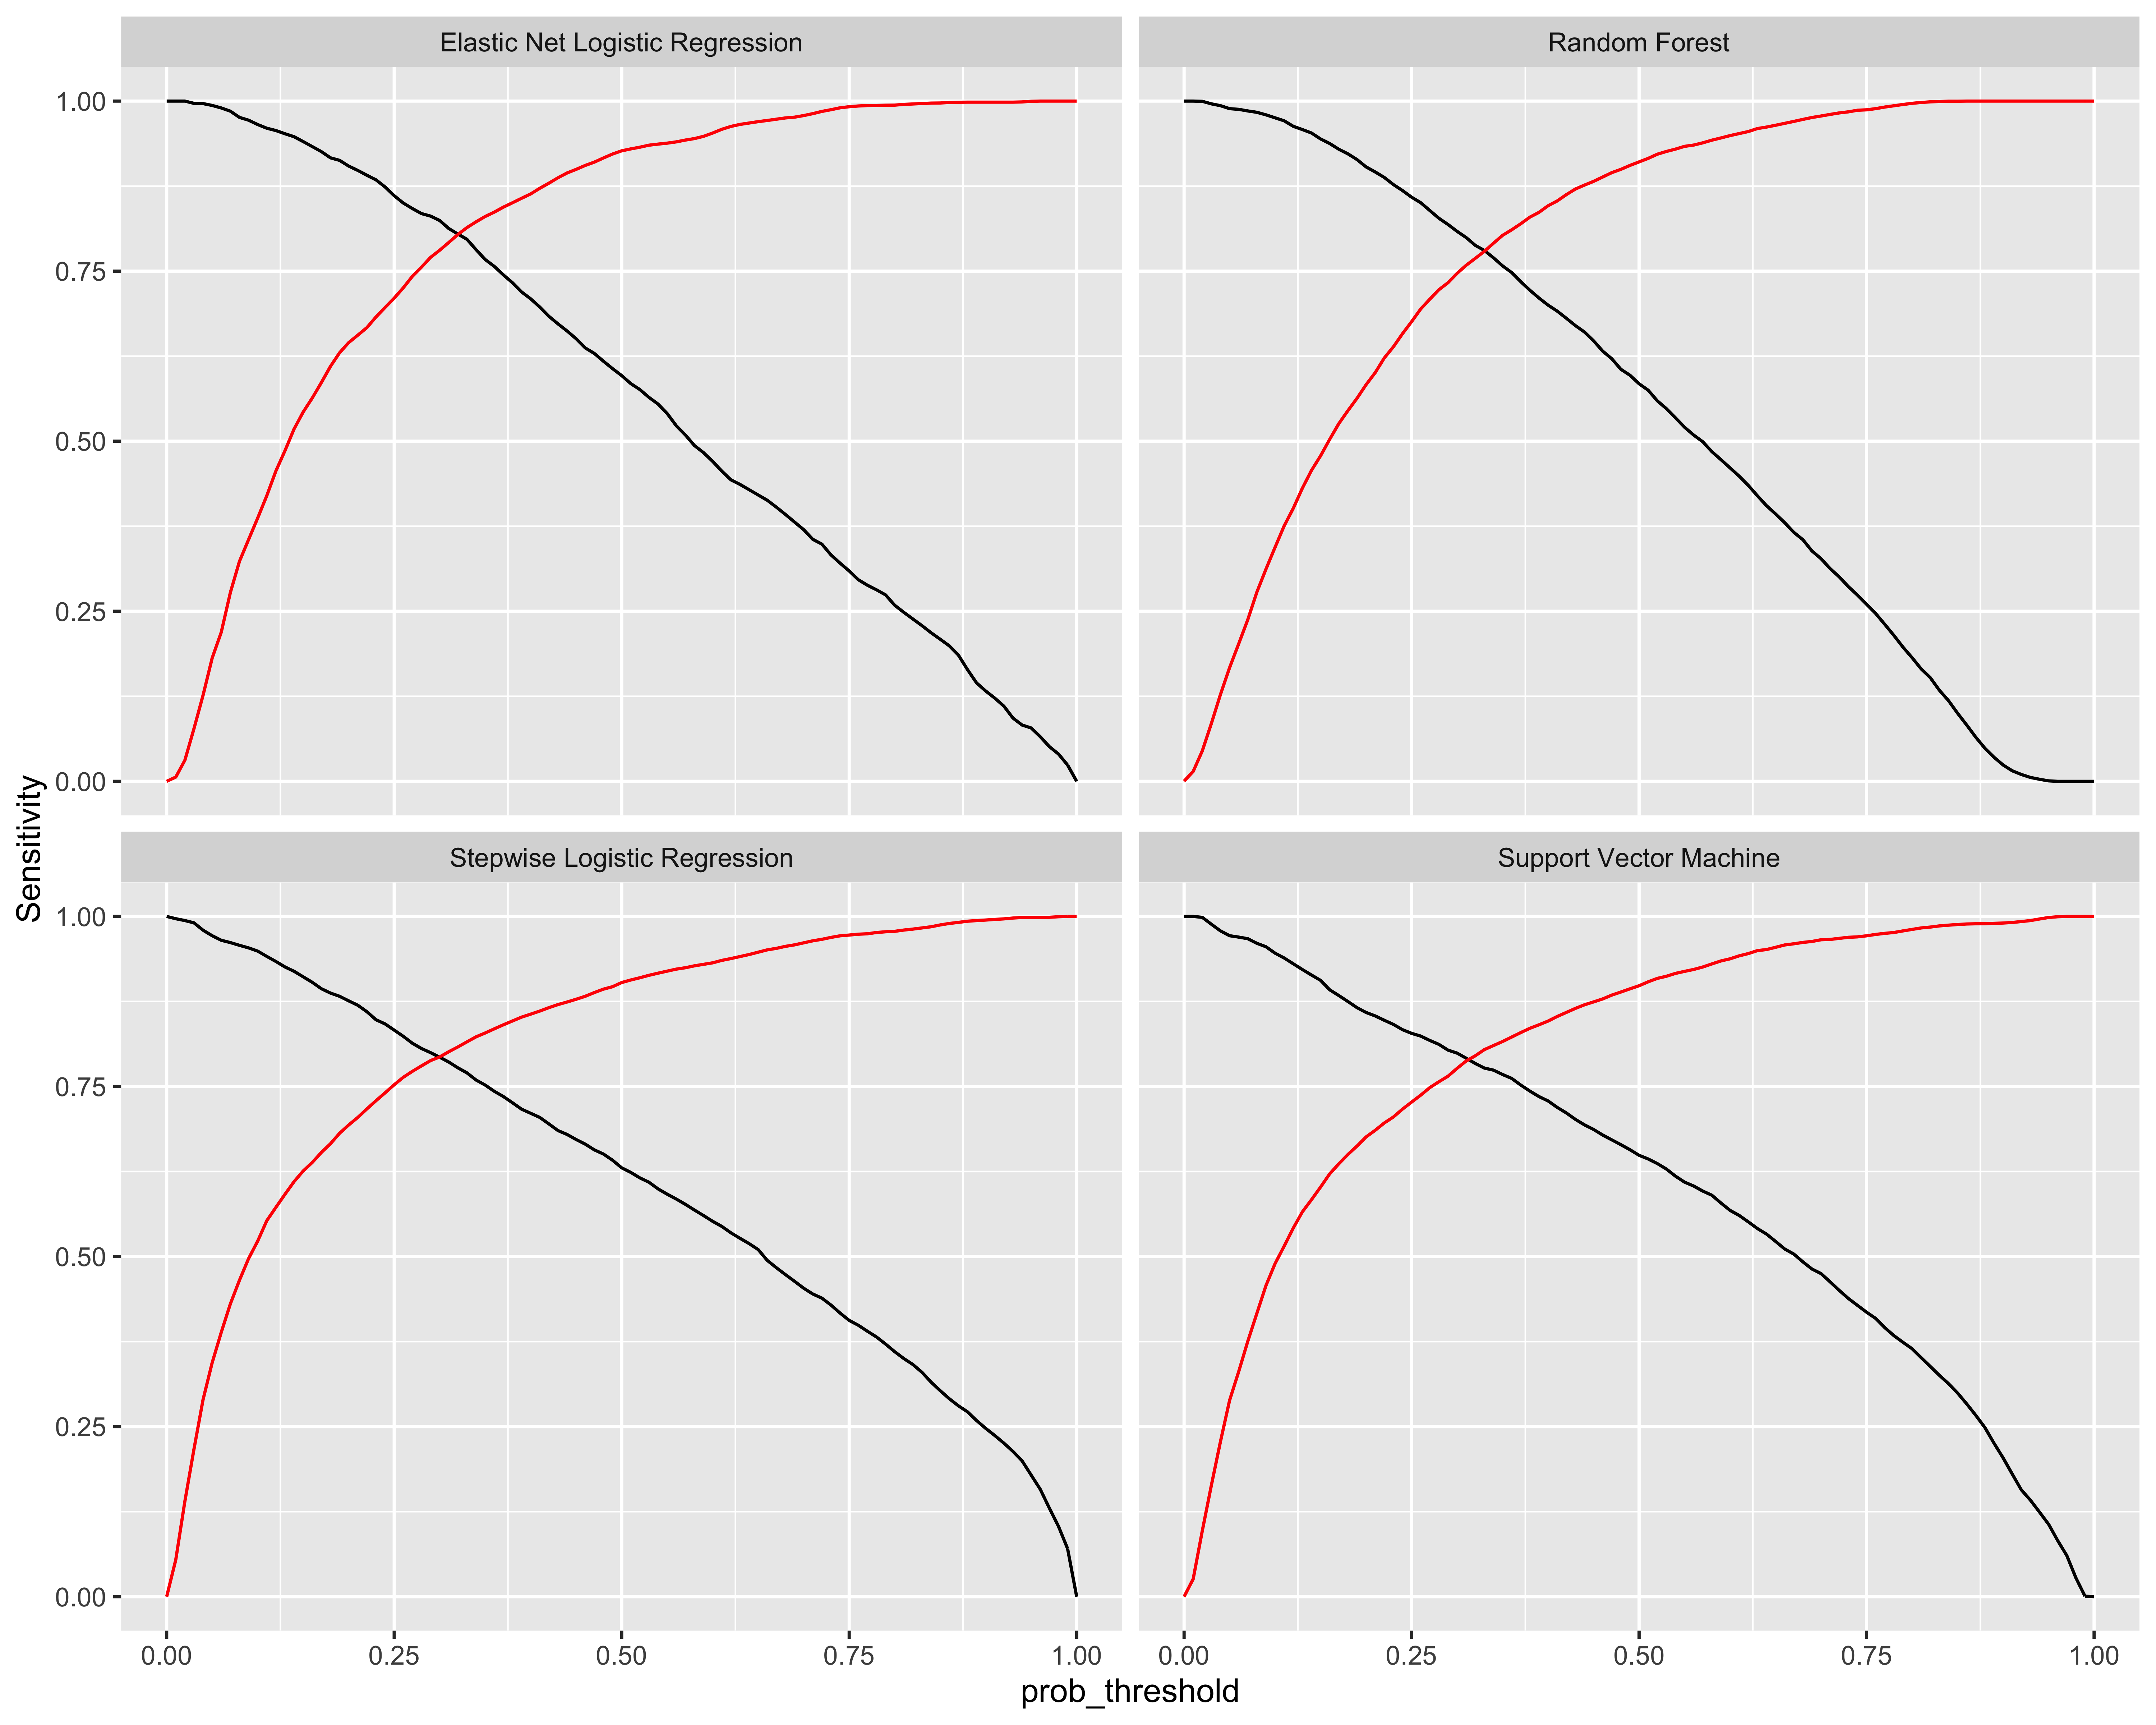 Elastic Net Logistic Regression
Random Forest
1.00
0.75
0.50
0.25
0.00
Sensitivity
Stepwise Logistic Regression
Support Vector Machine
1.00
0.75
0.50
0.25
0.00
0.00 0.25 0.50 0.75 1.00
0.00 0.25 0.50 0.75 1.00
prob_threshold